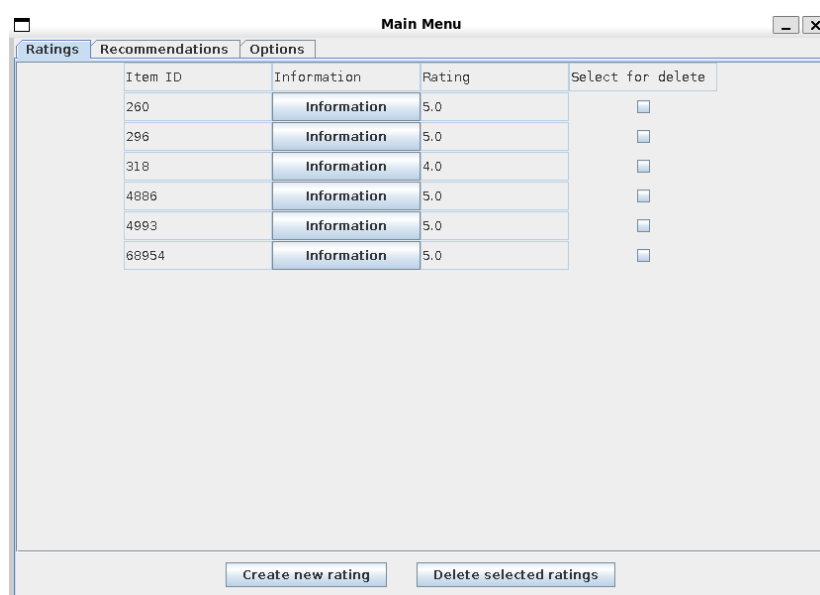 Main Menu
Ratings Recommendations Options
Item ID Information Rating Select for delete
260 Information 5.0
296 Information 5.0
318 Information 4.0
4886 Information 5.0
4993 Information 5.0
68954 Information 5.0
Create new rating Delete selected ratings